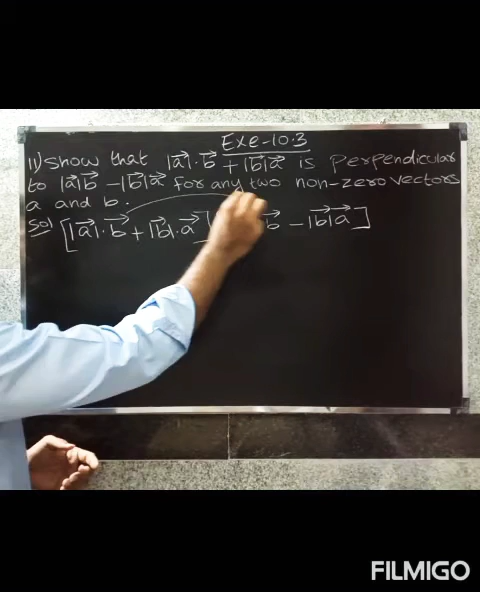 Exe-10.3
11) Show that |a⃗|·b⃗ + |b⃗|a⃗ is perpendicular
to |a⃗|b⃗ - |b⃗|a⃗ for any two non-zero vectors
a and b.
Sol [|a⃗|·b⃗ + |b⃗|·a⃗] b⃗ - |b⃗|a⃗]
FILMIGO